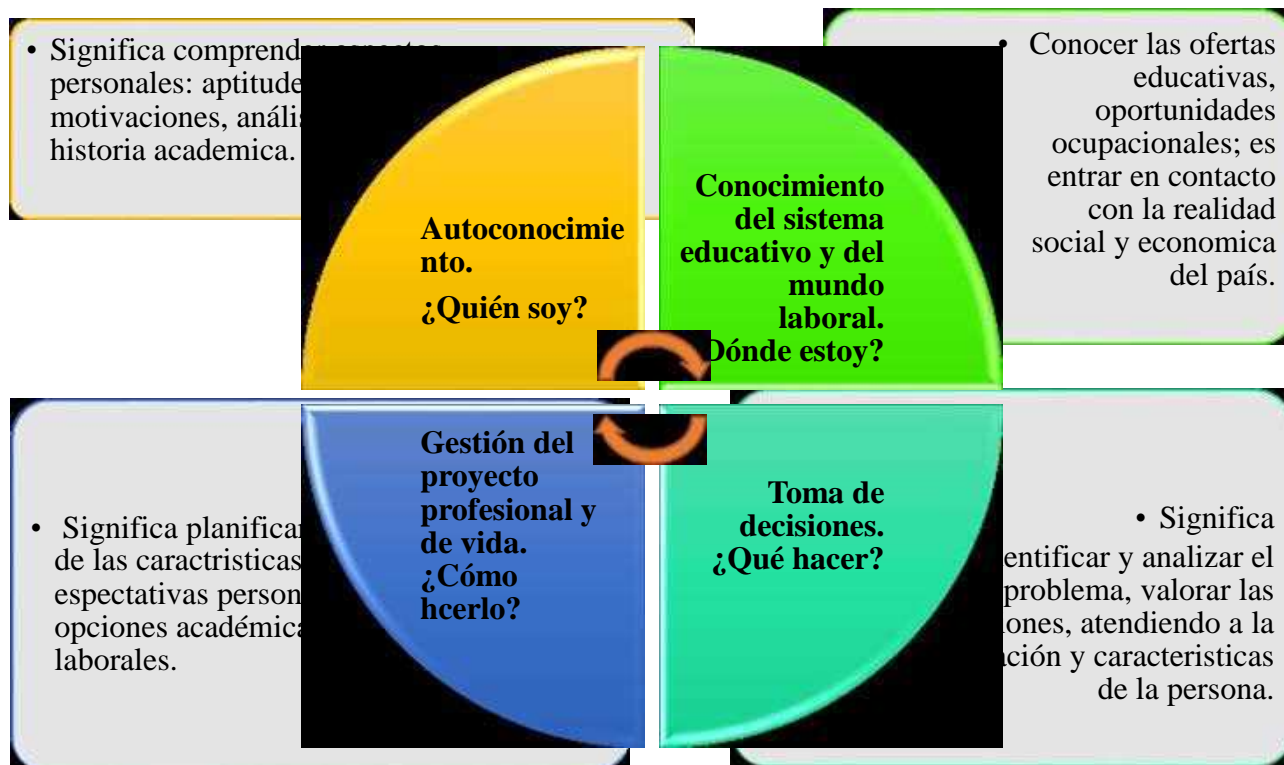 • Significa comprender aspectos
personales: aptitude
motivaciones, anális
historia academica.
Autoconocimie
nto.
¿Quién soy?
Conocimiento
del sistema
educativo y del
mundo
laboral.
Dónde estoy?
• Conocer las ofertas
educativas,
oportunidades
ocupacionales; es
entrar en contacto
con la realidad
social y economica
del país.
• Significa planificar
de las caractristicas
espectativas person
opciones académica
laborales.
Gestión del
proyecto
profesional y
de vida.
¿Cómo
hcerlo?
Toma de
decisiones.
¿Qué hacer?
• Significa
entificar y analizar el
problema, valorar las
iones, atendiendo a la
ación y caracteristicas
de la persona.